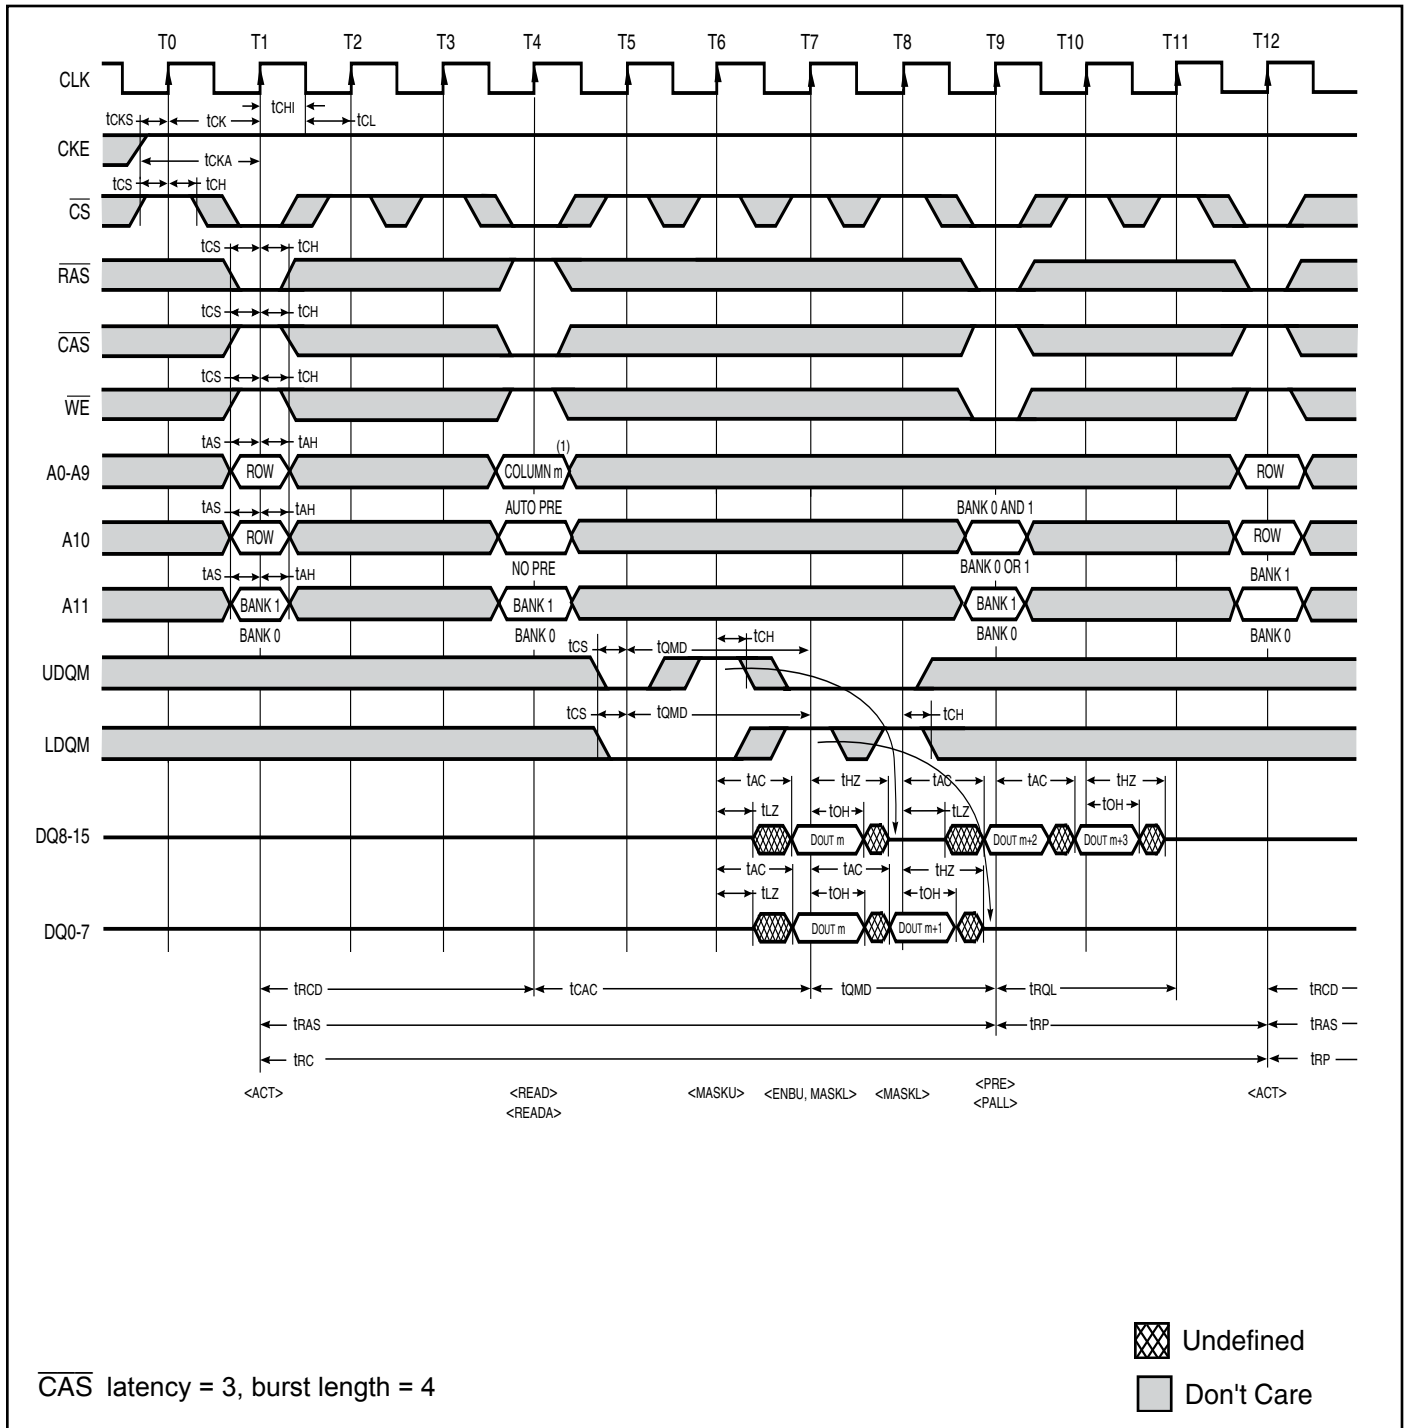 T0 T1 T2 T3 T4 T5 T6 T7 T8 T9 T10 T11 T12
CLK
tCHI
tCKS tCK tCL
CKE
tCKA
tCS tCH
CS
tCS tCH
RAS
tCS tCH
CAS
tCS tCH
WE
tAS tAH (1)
A0-A9 ROW COLUMN m ROW
tAS tAH AUTO PRE BANK 0 AND 1
A10 ROW ROW
tAS tAH NO PRE BANK 0 OR 1 BANK 1
A11 BANK 1 BANK 1 BANK 1
BANK 0 BANK 0 BANK 0 BANK 0
tCS tQMD tCH
UDQM
tCS tQMD tCH
LDQM
tAC tHZ tAC tAC tHZ
tLZ tOH tLZ tOH
DQ8-15 DOUT m DOUT m+2 DOUT m+3
tAC tAC tHZ
tLZ tOH tOH
DQ0-7 DOUT m DOUT m+1
tRCD tCAC tQMD tRQL tRCD
tRAS tRP tRAS
tRC tRP
<ACT> <READ> <MASKU> <ENBU, MASKL> <MASKL> <PRE> <ACT>
<READA> <PALL>
Undefined
CAS latency = 3, burst length = 4
Don't Care